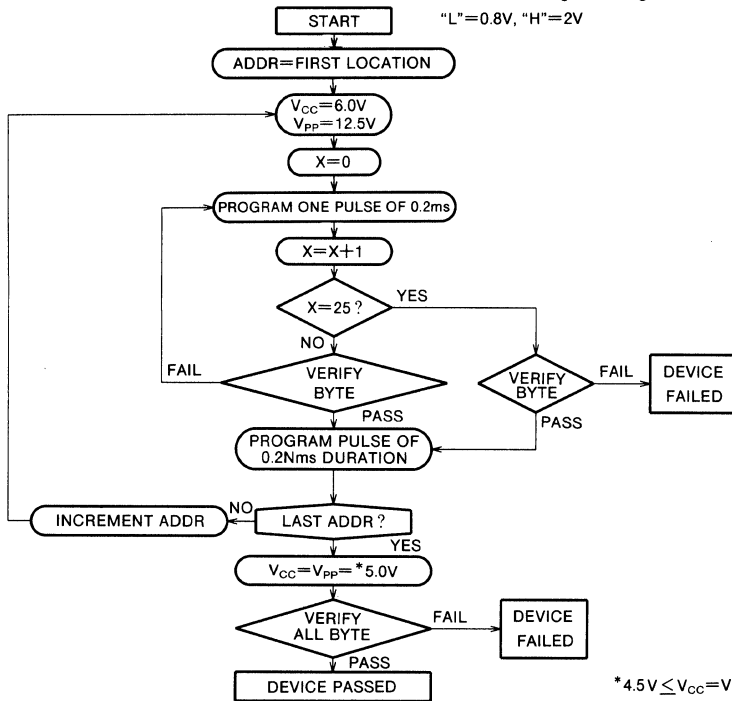 START
"L"=0.8V, "H"=2V
ADDR=FIRST LOCATION
VCC=6.0V
VPP=12.5V
X=0
PROGRAM ONE PULSE OF 0.2ms
X=X+1
X=25?
YES
NO
FAIL
VERIFY
BYTE
PASS
VERIFY
BYTE
FAIL
PASS
DEVICE
FAILED
PROGRAM PULSE OF
0.2Nms DURATION
INCREMENT ADDR
NO
LAST ADDR?
YES
VCC=VPP=*5.0V
VERIFY
ALL BYTE
FAIL
DEVICE
FAILED
PASS
DEVICE PASSED
*4.5V≤VCC=V